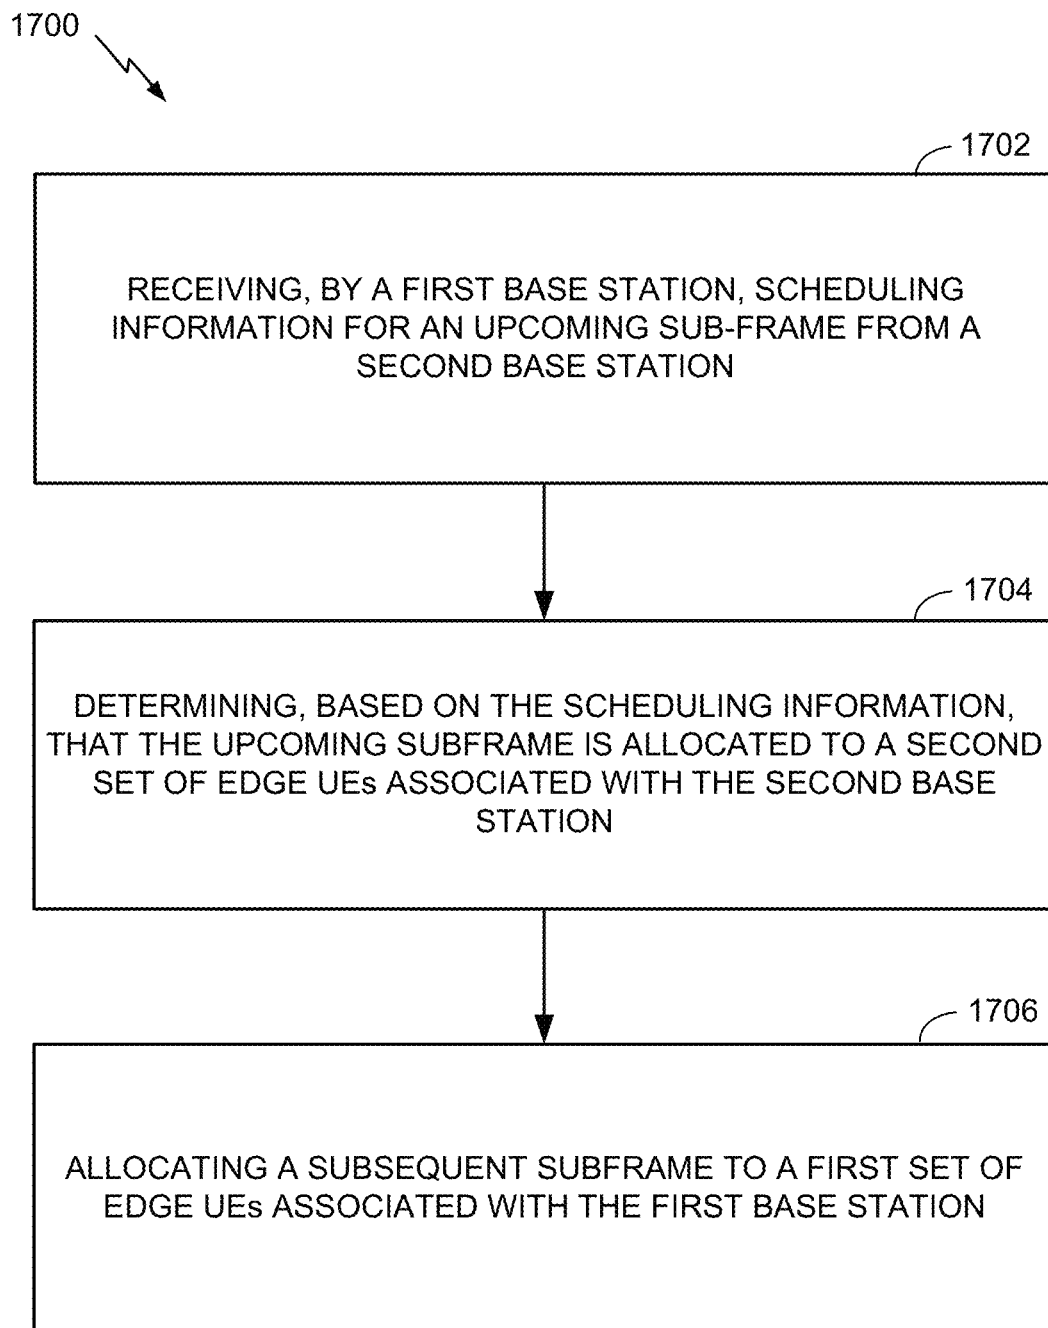 1700
1702
RECEIVING, BY A FIRST BASE STATION, SCHEDULING
INFORMATION FOR AN UPCOMING SUB-FRAME FROM A
SECOND BASE STATION
1704
DETERMINING, BASED ON THE SCHEDULING INFORMATION,
THAT THE UPCOMING SUBFRAME IS ALLOCATED TO A SECOND
SET OF EDGE UEs ASSOCIATED WITH THE SECOND BASE
STATION
1706
ALLOCATING A SUBSEQUENT SUBFRAME TO A FIRST SET OF
EDGE UEs ASSOCIATED WITH THE FIRST BASE STATION